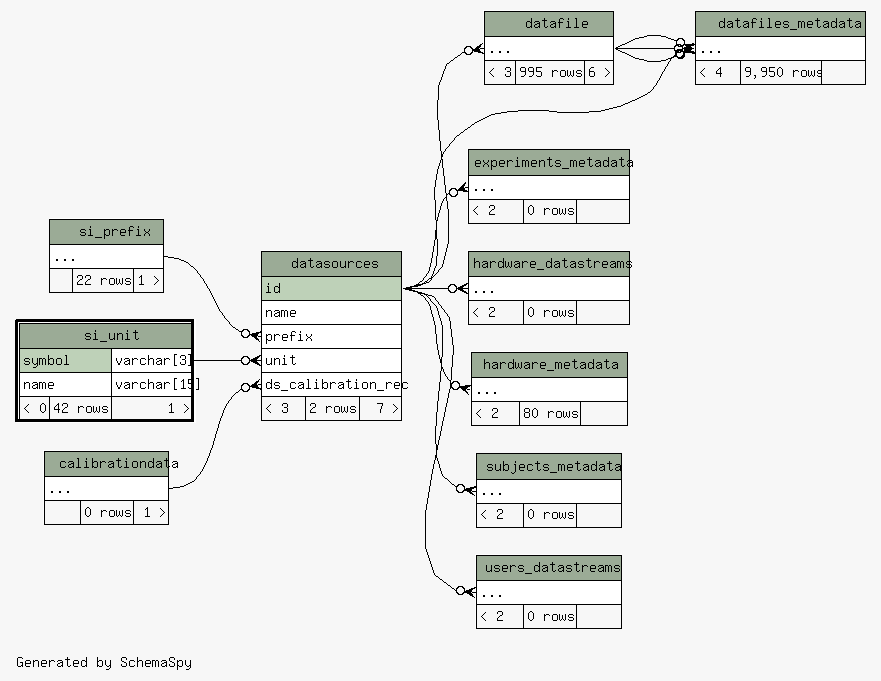 datafile
...
< 3 995 rows 6 >
datafiles_metadata
...
< 4 9,950 rows
experiments_metadata
...
< 2 0 rows
si_prefix
...
22 rows 1 >
datasources
id
name
prefix
unit
ds_calibration_rec
< 3 2 rows 7 >
hardware_datastreams
...
< 2 0 rows
si_unit
symbol varchar[3]
name varchar[15]
< 0 42 rows 1 >
hardware_metadata
...
< 2 80 rows
calibrationdata
...
0 rows 1 >
subjects_metadata
...
< 2 0 rows
users_datastreams
...
< 2 0 rows
Generated by SchemaSpy